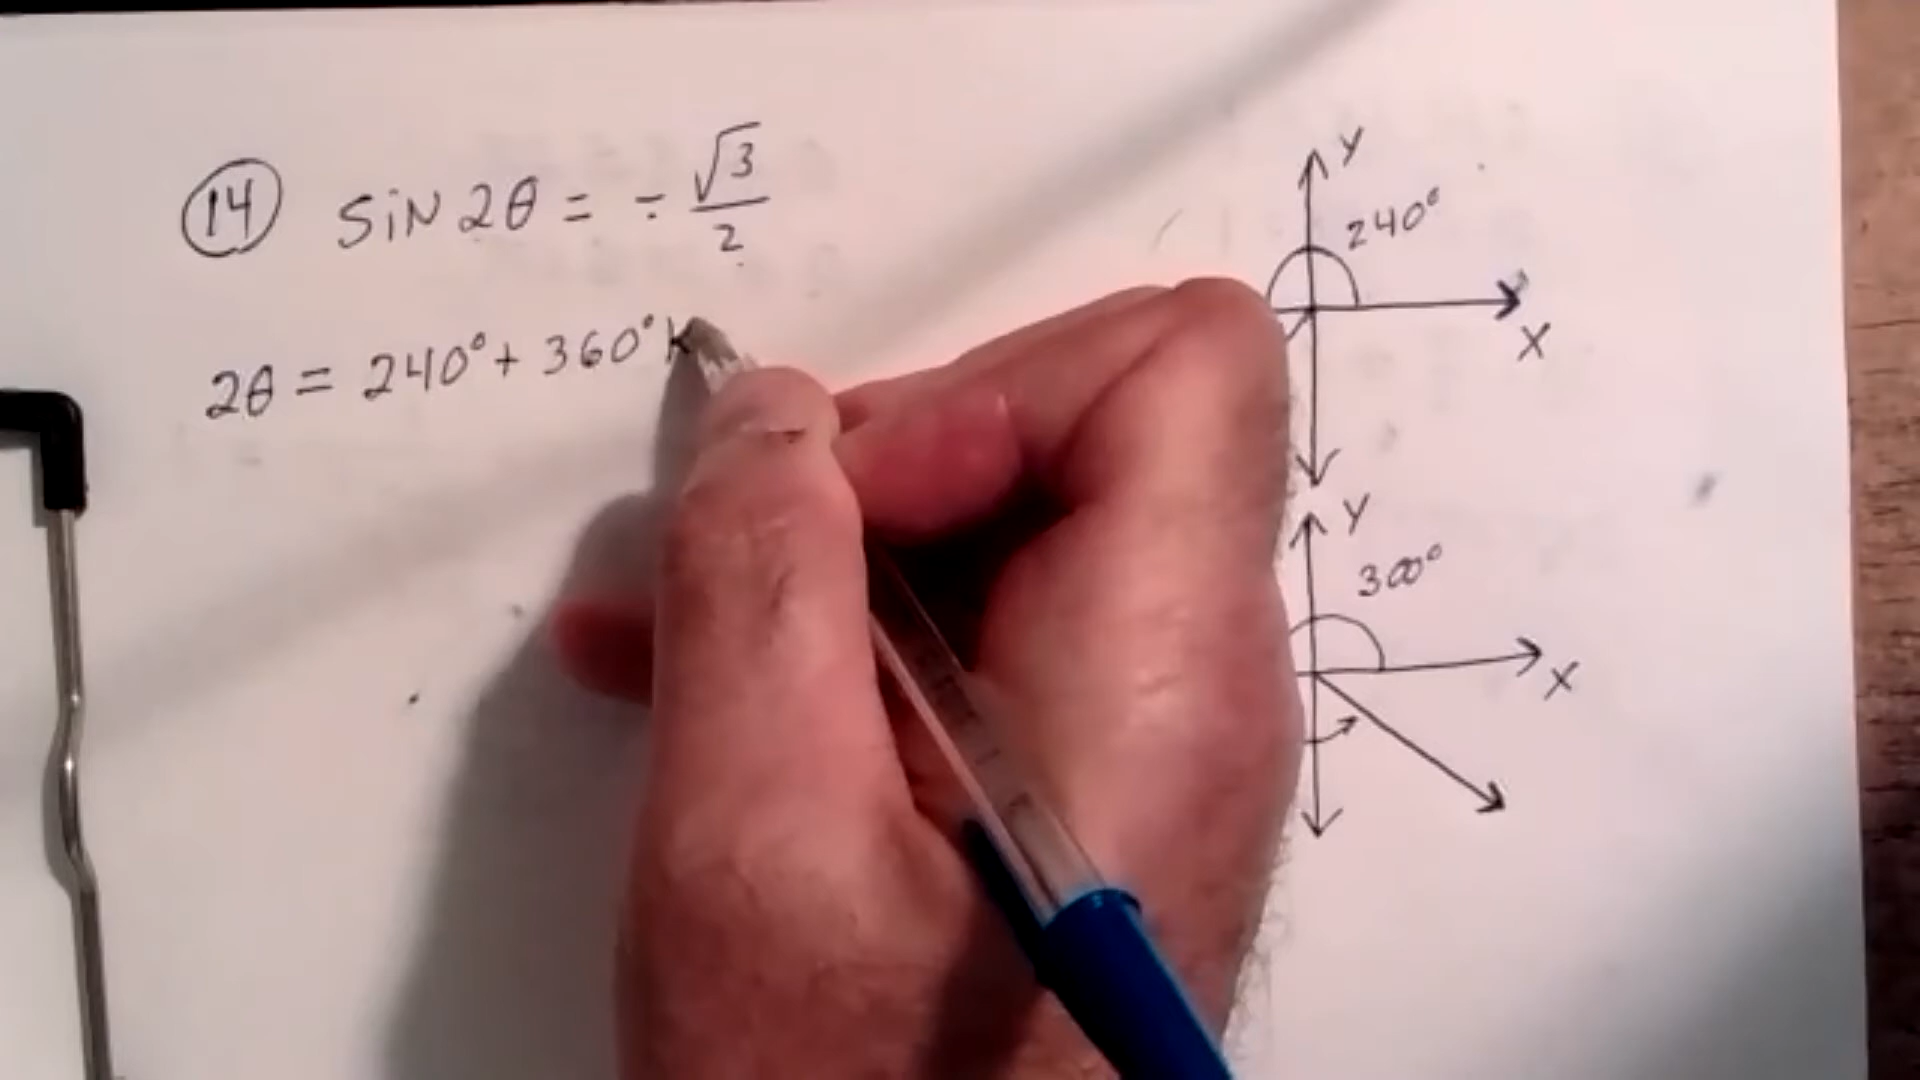 14 SiN 2θ = - √3/2
2θ = 240° + 360°K
Y
240°
X
Y
300°
X